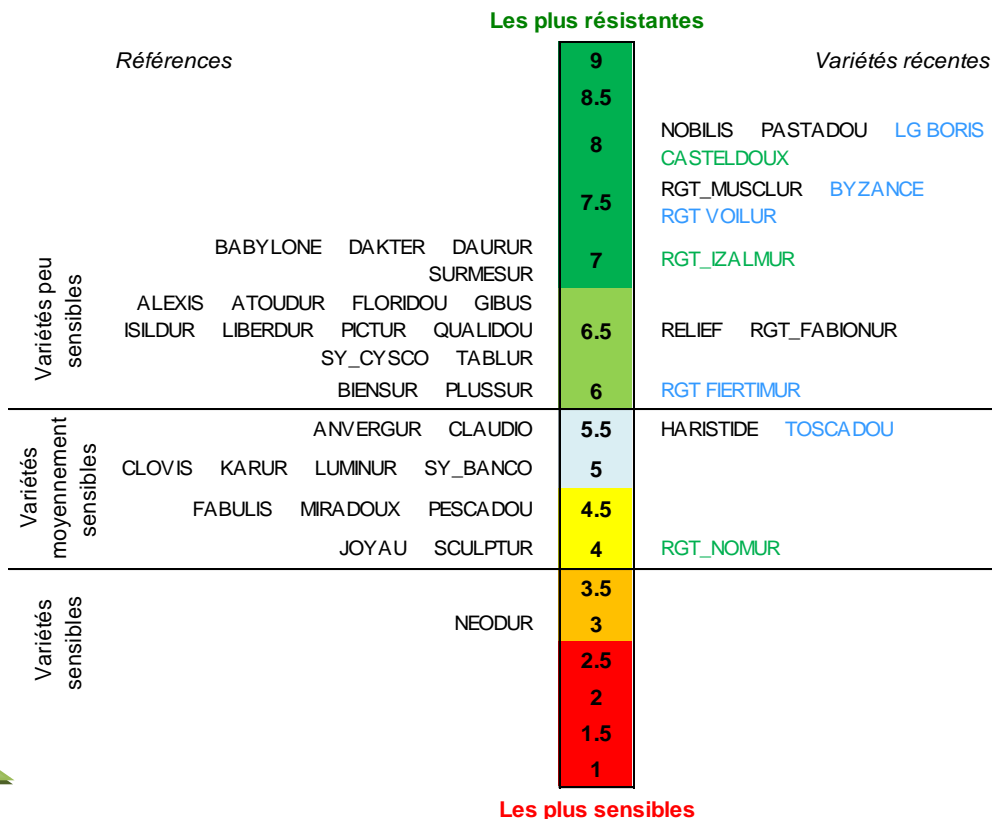 Les plus résistantes
Références 9 Variétés récentes
8.5
8 NOBILIS PASTADOU LG BORIS
CASTELDOUX
7.5 RGT_MUSCLUR BYZANCE
RGT VOILUR
BABYLONE DAKTER DAURUR
SURMESUR 7 RGT_IZALMUR
Variétés peu
sensibles
ALEXIS ATOUDUR FLORIDOU GIBUS
ISILDUR LIBERDUR PICTUR QUALIDOU 6.5 RELIEF RGT_FABIONUR
SY_CYSCO TABLUR
BIENSUR PLUSSUR 6 RGT FIERTIMUR
Variétés
moyennement
sensibles
ANVERGUR CLAUDIO 5.5 HARISTIDE TOSCADOU
CLOVIS KARUR LUMINUR SY_BANCO 5
FABULIS MIRADOUX PESCADOU 4.5
JOYAU SCULPTUR 4 RGT_NOMUR
Variétés
sensibles
3.5
NEODUR 3
2.5
2
1.5
1
Les plus sensibles